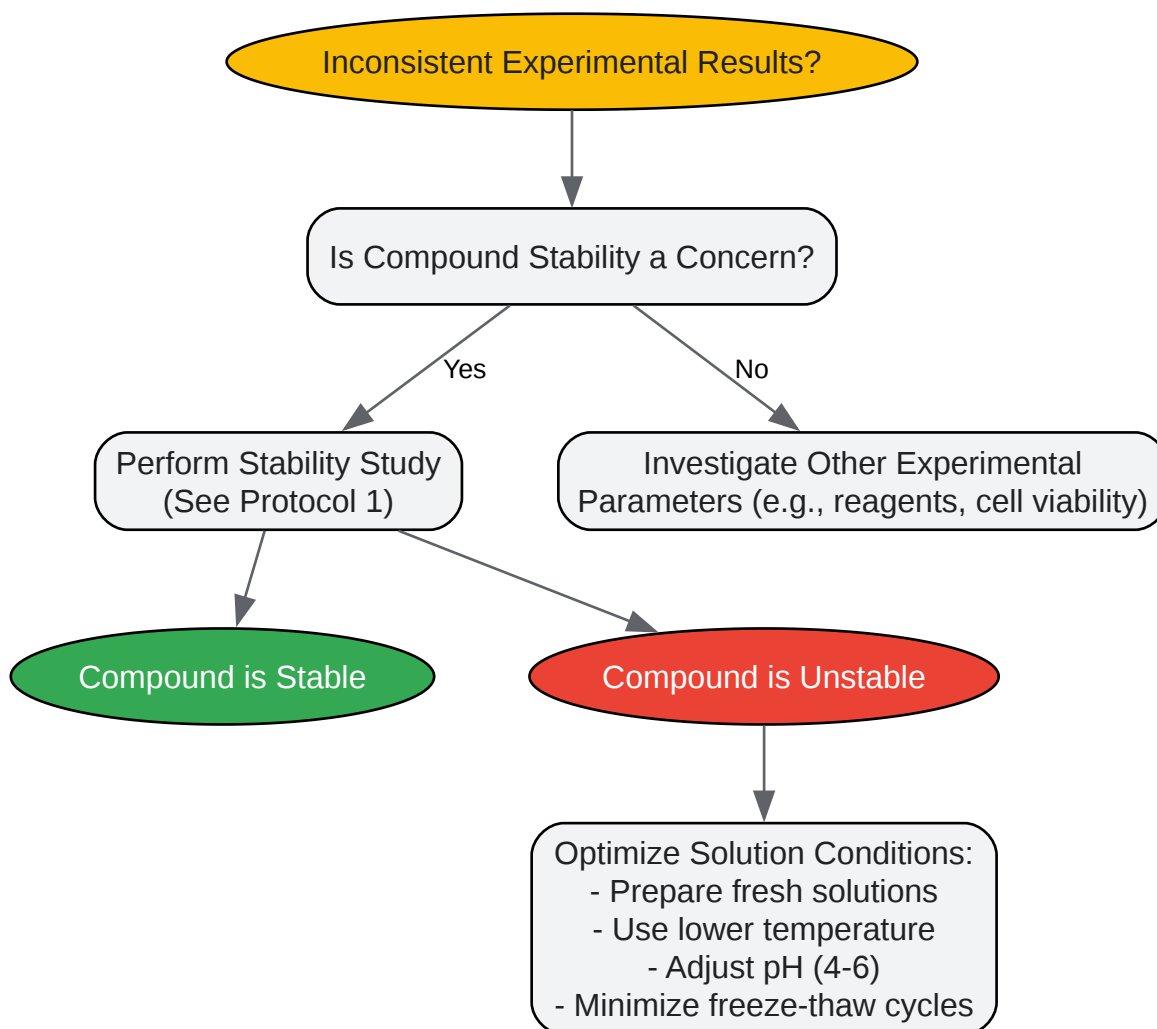 Inconsistent Experimental Results?
Is Compound Stability a Concern?
Yes
No
Perform Stability Study
(See Protocol 1)
Investigate Other Experimental
Parameters (e.g., reagents, cell viability)
Compound is Stable
Compound is Unstable
Optimize Solution Conditions:
- Prepare fresh solutions
- Use lower temperature
- Adjust pH (4-6)
- Minimize freeze-thaw cycles